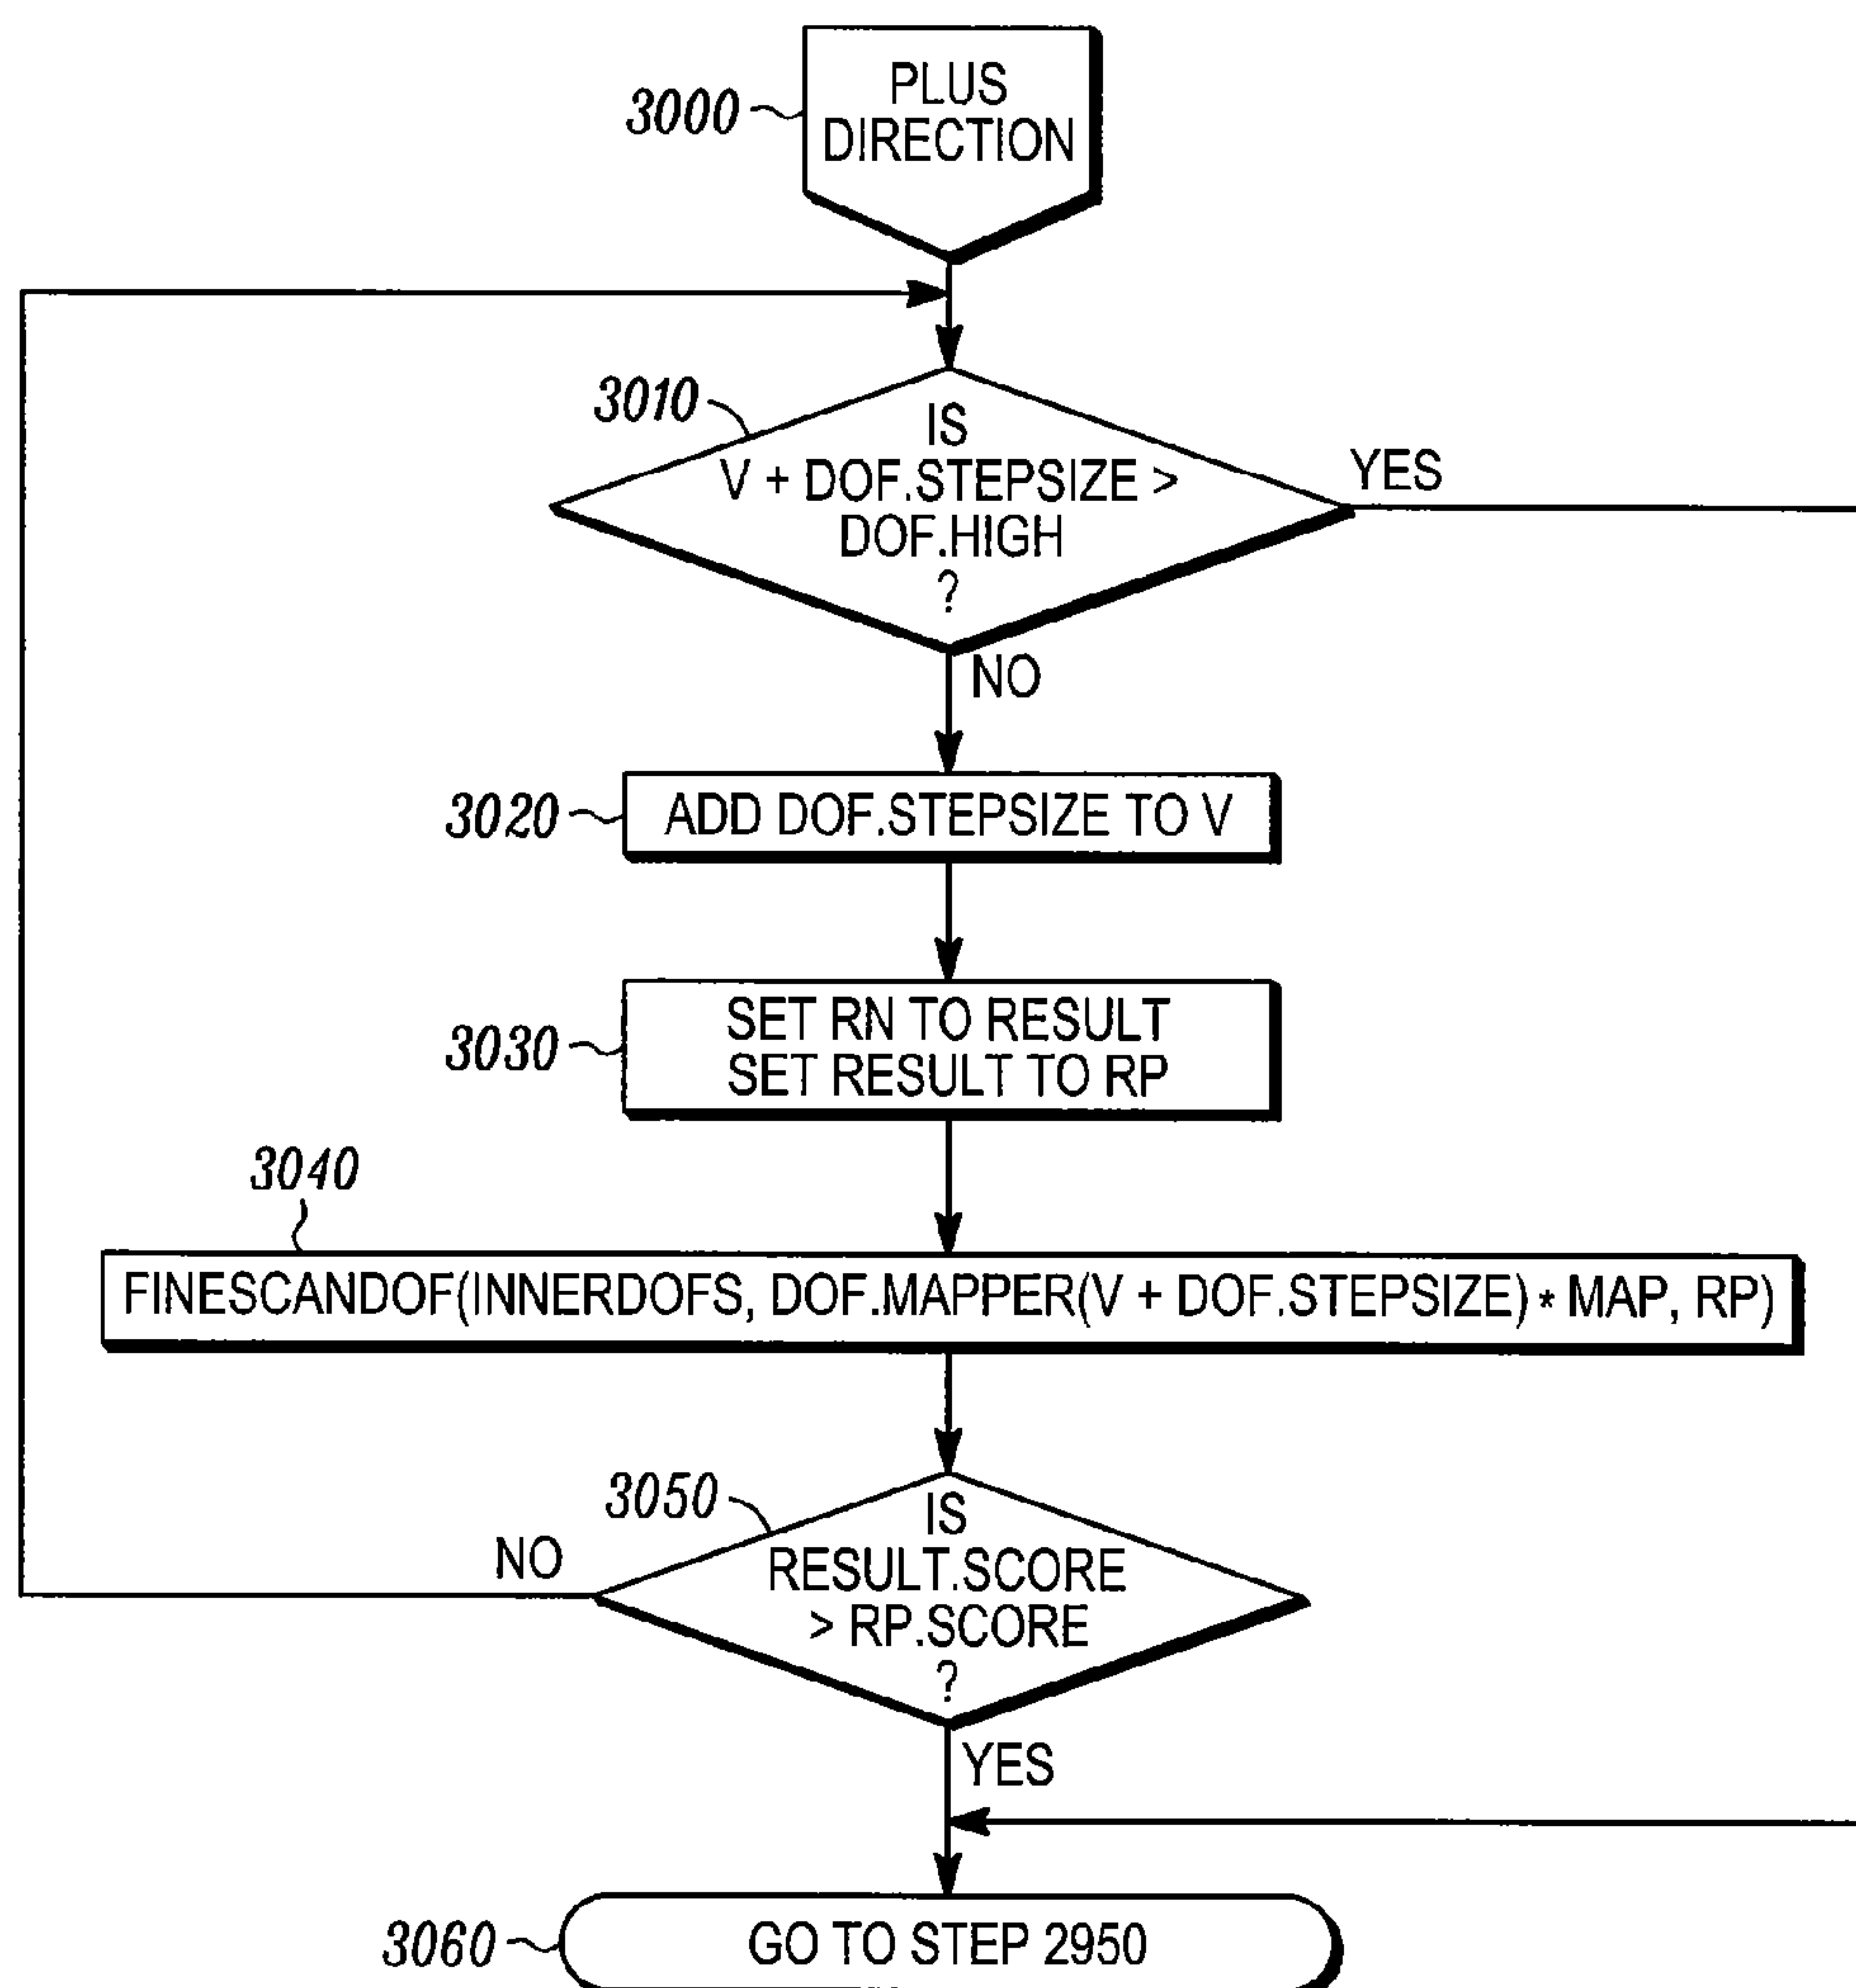 PLUS
DIRECTION
3000
3010
IS
V + DOF.STEPSIZE >
DOF.HIGH
?
YES
NO
3020
ADD DOF.STEPSIZE TO V
3030
SET RN TO RESULT
SET RESULT TO RP
3040
FINESCANDOF(INNERDOFS, DOF.MAPPER(V + DOF.STEPSIZE) * MAP, RP)
3050
IS
RESULT.SCORE
> RP.SCORE
?
NO
YES
3060
GO TO STEP 2950